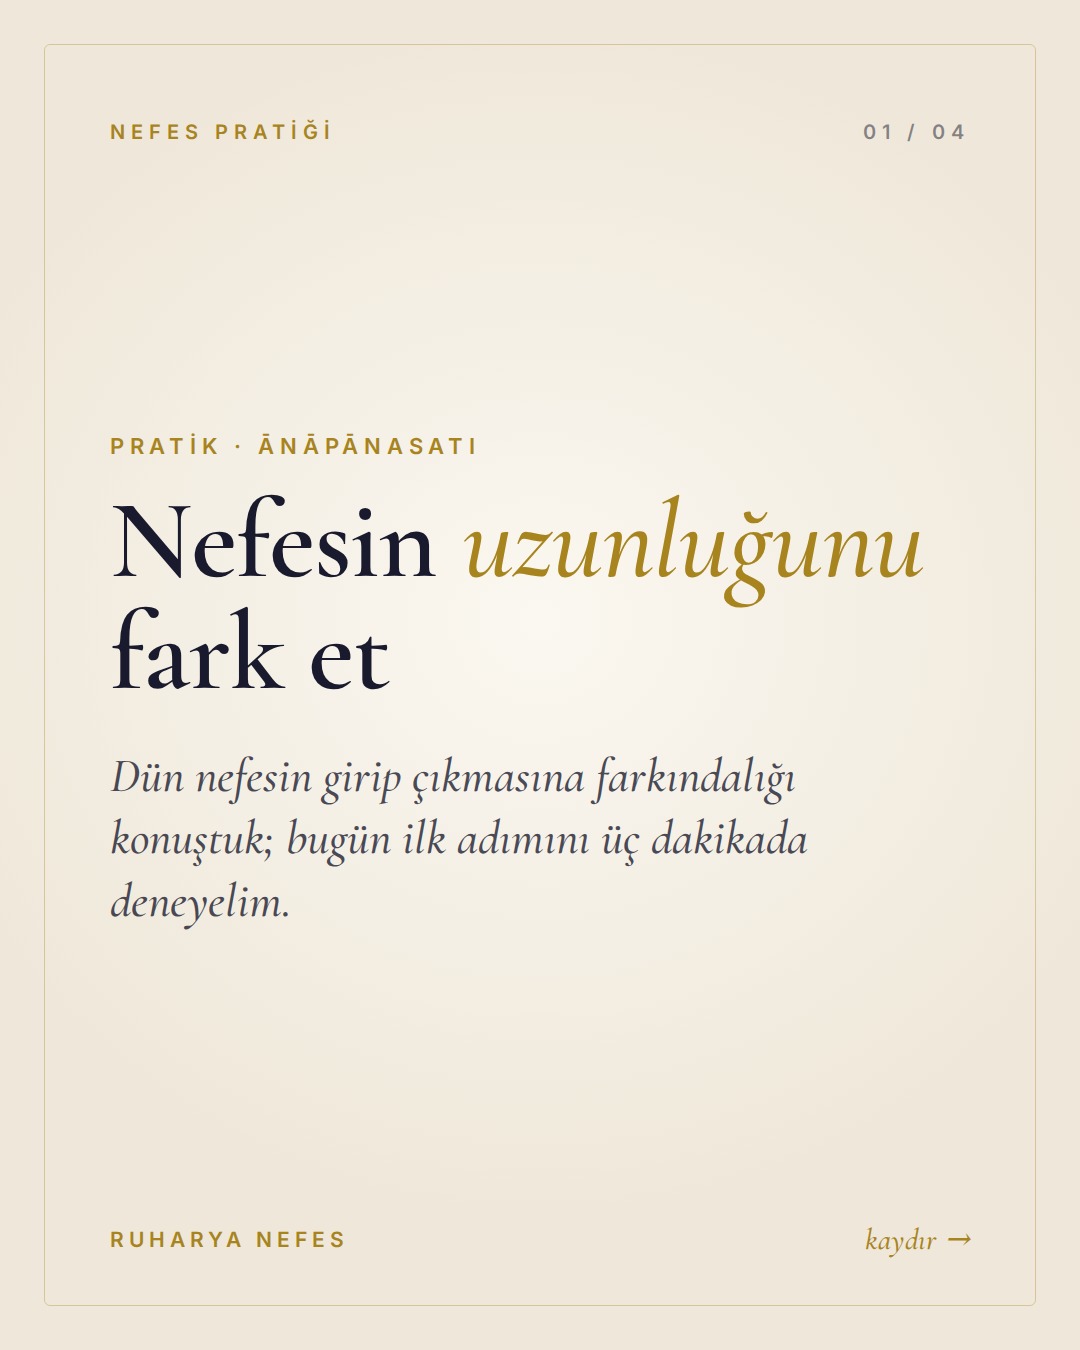 NEFES PRATİĞİ
01 / 04
PRATİK · ĀNĀPĀNASATI
Nefesin uzunluğunu
fark et
Dün nefesin girip çıkmasına farkındalığı
konuştuk; bugün ilk adımını üç dakikada
deneyelim.
RUHARYA NEFES
kaydır →